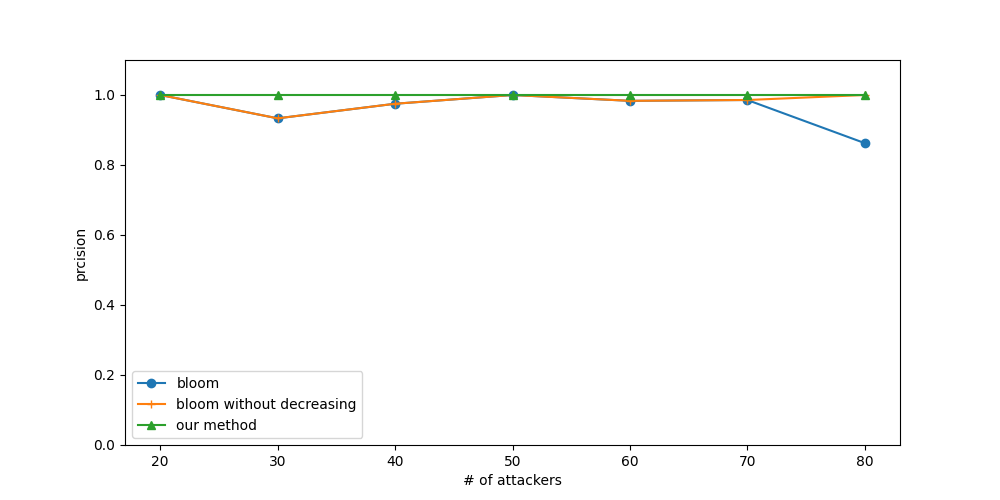 1.0
0.8
0.6
0.4
0.2
0.0
prcision
bloom
bloom without decreasing
our method
20 30 40 50 60 70 80
# of attackers